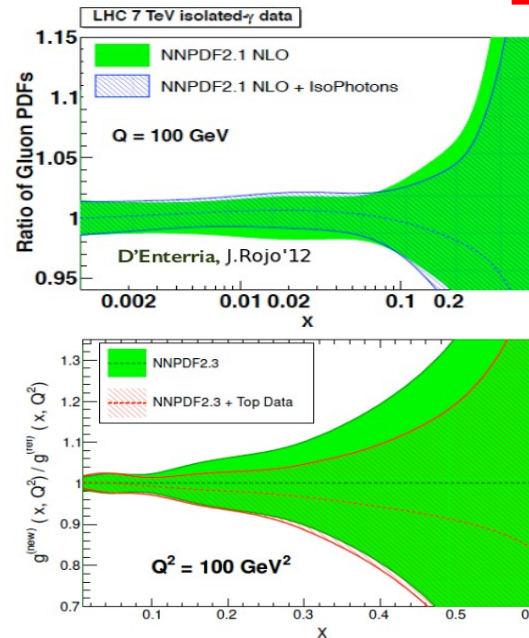 LHC 7 TeV isolated-γ data
1.15
1.1
1.05
1
0.95
Ratio of Gluon PDFs
NNPDF2.1 NLO
NNPDF2.1 NLO + IsoPhotons
Q = 100 GeV
D'Enterria, J.Rojo'12
0.002 0.01 0.02 0.1 0.2
x
1.3
1.2
1.1
1
0.9
0.8
0.7
NNPDF2.3
NNPDF2.3 + Top Data
g(new) ( x, Q2) / g(ref) ( x, Q2)
Q2 = 100 GeV2
0.1 0.2 0.3 0.4 0.5
x